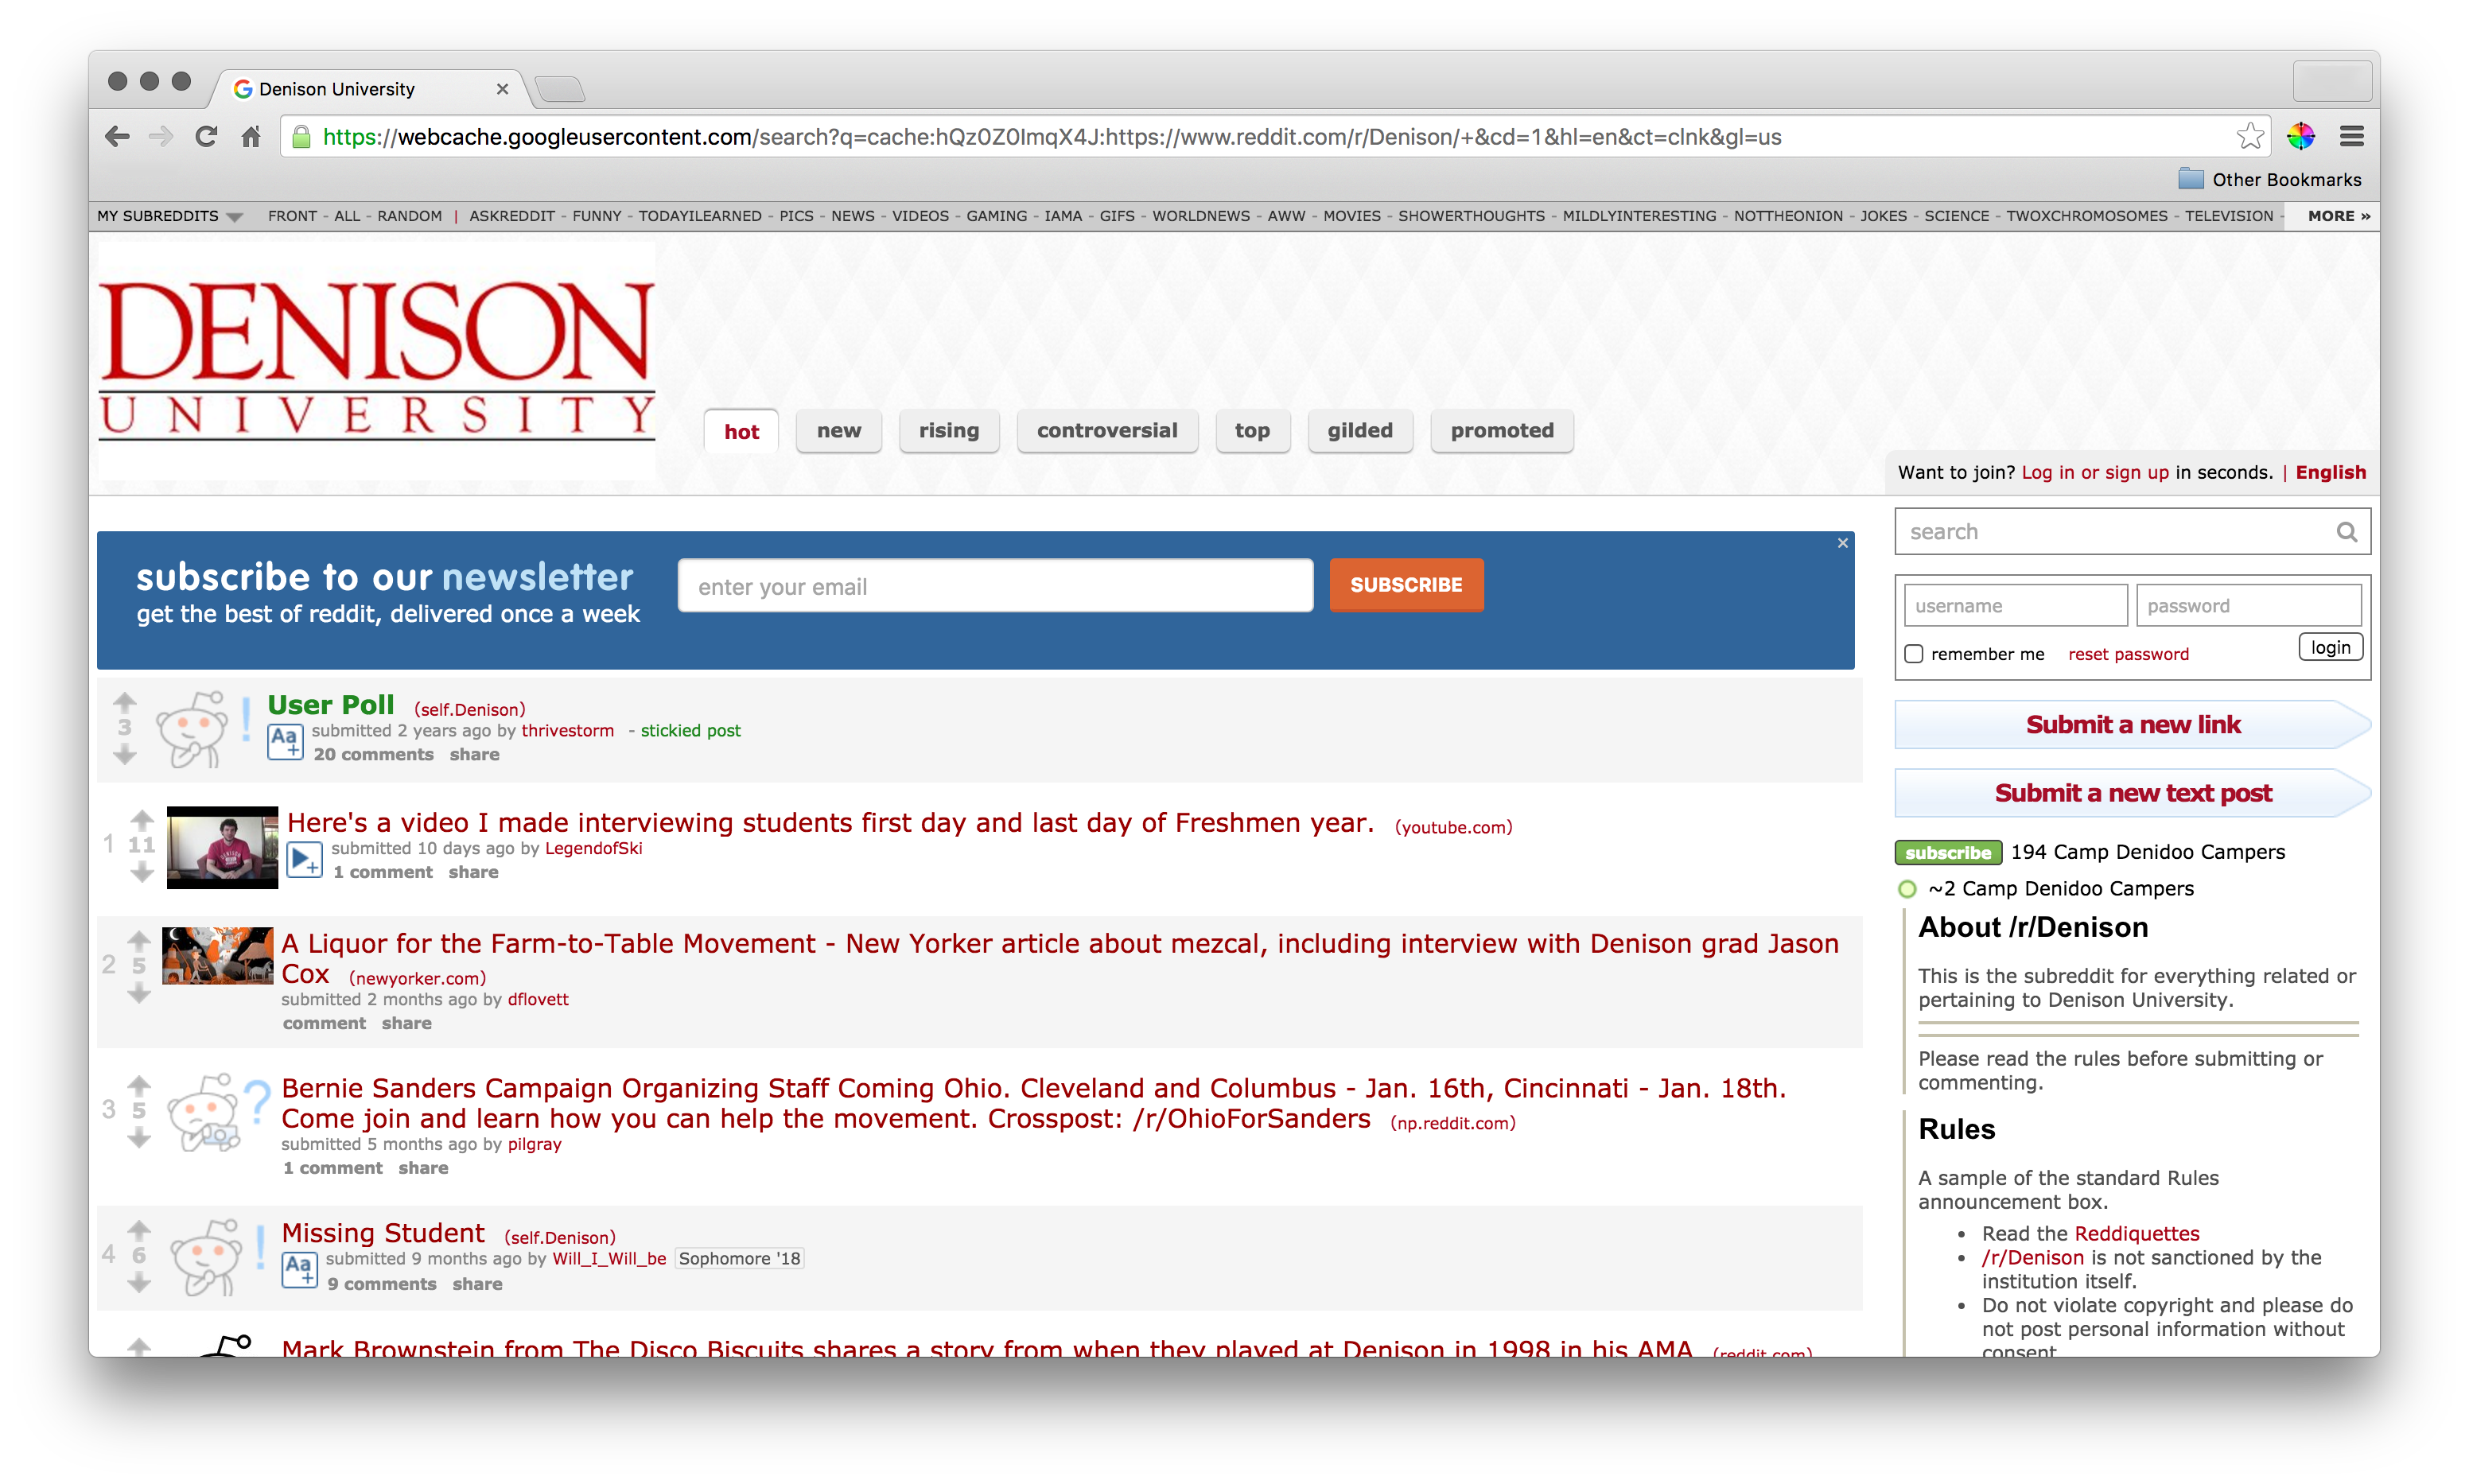 Denison University
https://webcache.googleusercontent.com/search?q=cache:hQz0Z0ImqX4J:https://www.reddit.com/r/Denison/+&cd=1&hl=en&ct=clnk&gl=us
Other Bookmarks
MY SUBREDDITS FRONT - ALL - RANDOM | ASKREDDIT - FUNNY - TODAYILEARNED - PICS - NEWS - VIDEOS - GAMING - IAMA - GIFS - WORLDNEWS - AWW - MOVIES - SHOWERTHOUGHTS - MILDLYINTERESTING - NOTTHEONION - JOKES - SCIENCE - TWOXCHROMOSOMES - TELEVISION - MORE »
DENISON
UNIVERSITY
hot new rising controversial top gilded promoted
Want to join? Log in or sign up in seconds. | English
subscribe to our newsletter
get the best of reddit, delivered once a week
enter your email
SUBSCRIBE
User Poll (self.Denison)
3
Aa+
submitted 2 years ago by thrivestorm - stickied post
20 comments share
1
11
Here's a video I made interviewing students first day and last day of Freshmen year. (youtube.com)
submitted 10 days ago by LegendofSki
1 comment share
2
5
A Liquor for the Farm-to-Table Movement - New Yorker article about mezcal, including interview with Denison grad Jason
Cox (newyorker.com)
submitted 2 months ago by dflovett
comment share
3
5
Bernie Sanders Campaign Organizing Staff Coming Ohio. Cleveland and Columbus - Jan. 16th, Cincinnati - Jan. 18th.
Come join and learn how you can help the movement. Crosspost: /r/OhioForSanders (np.reddit.com)
submitted 5 months ago by pilgray
1 comment share
4
6
Missing Student (self.Denison)
Aa+
submitted 9 months ago by Will_I_Will_be Sophomore '18
9 comments share
Mark Brownstein from The Disco Biscuits shares a story from when they played at Denison in 1998 in his AMA (reddit.com)
search
username password
remember me reset password login
Submit a new link
Submit a new text post
subscribe 194 Camp Denidoo Campers
~2 Camp Denidoo Campers
About /r/Denison
This is the subreddit for everything related or
pertaining to Denison University.
Please read the rules before submitting or
commenting.
Rules
A sample of the standard Rules
announcement box.
• Read the Reddiquettes
• /r/Denison is not sanctioned by the
institution itself.
• Do not violate copyright and please do
not post personal information without
consent